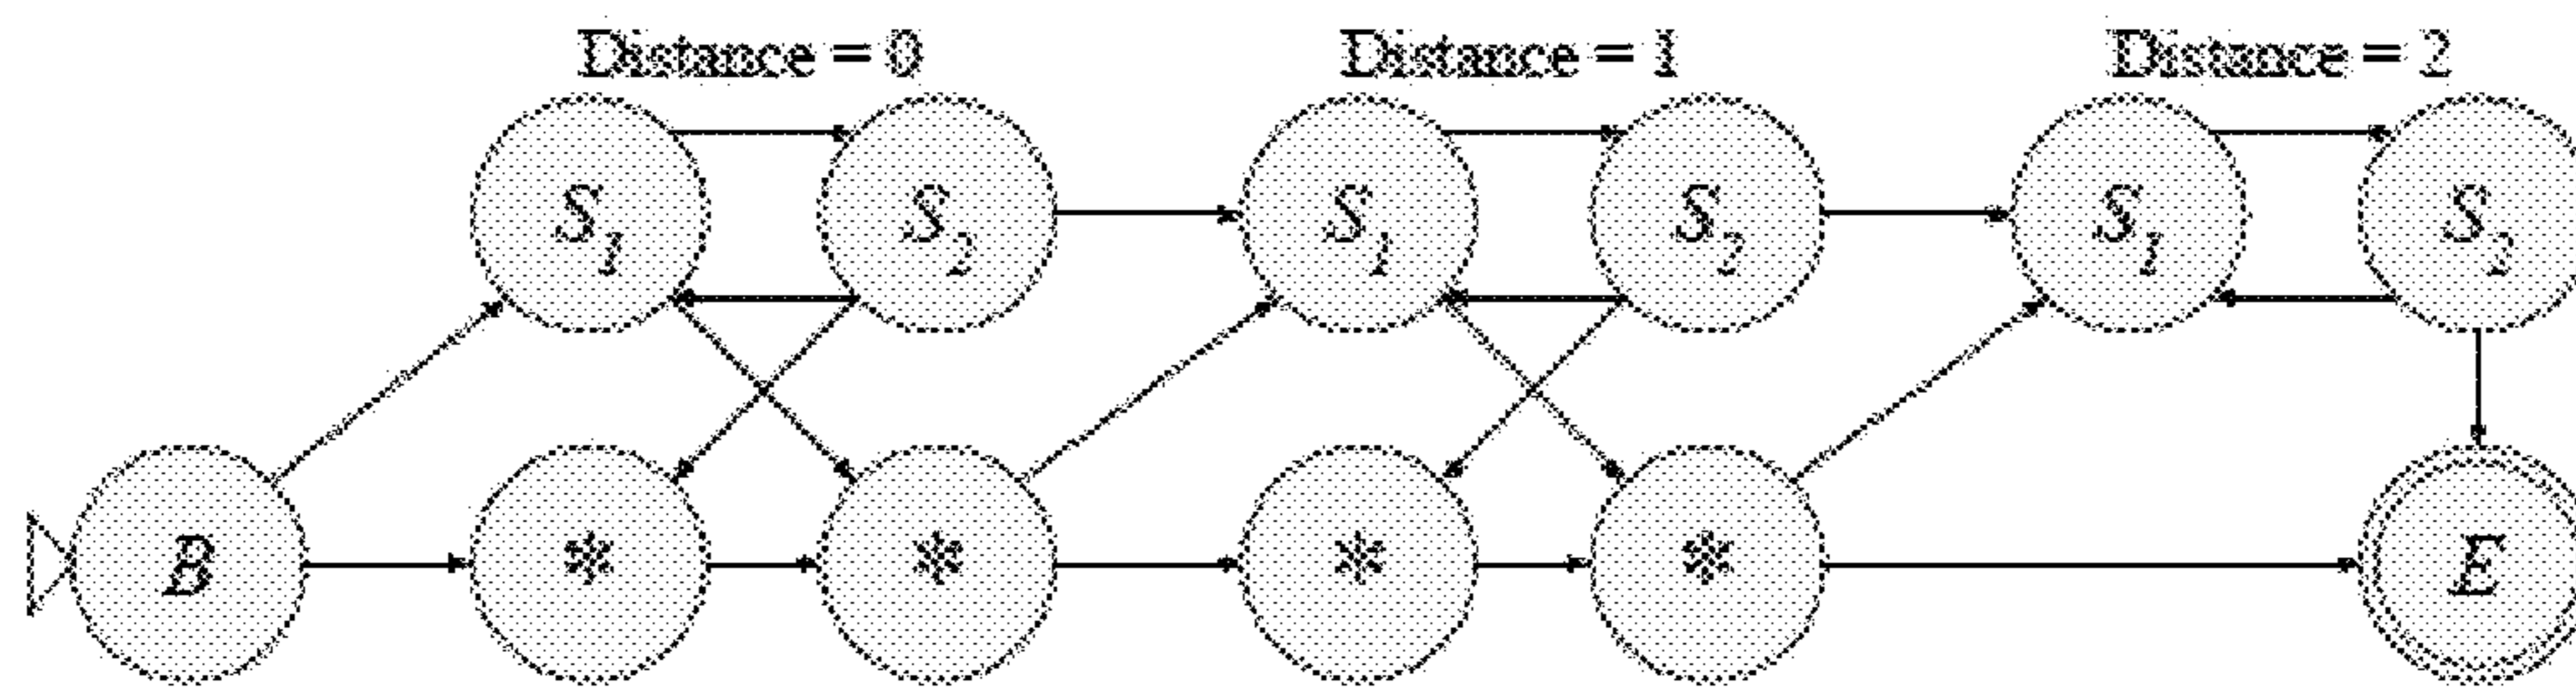 Distance = 0 Distance = 1 Distance = 2
S1 S2 S1 S2 S1 S2
B * * * * E